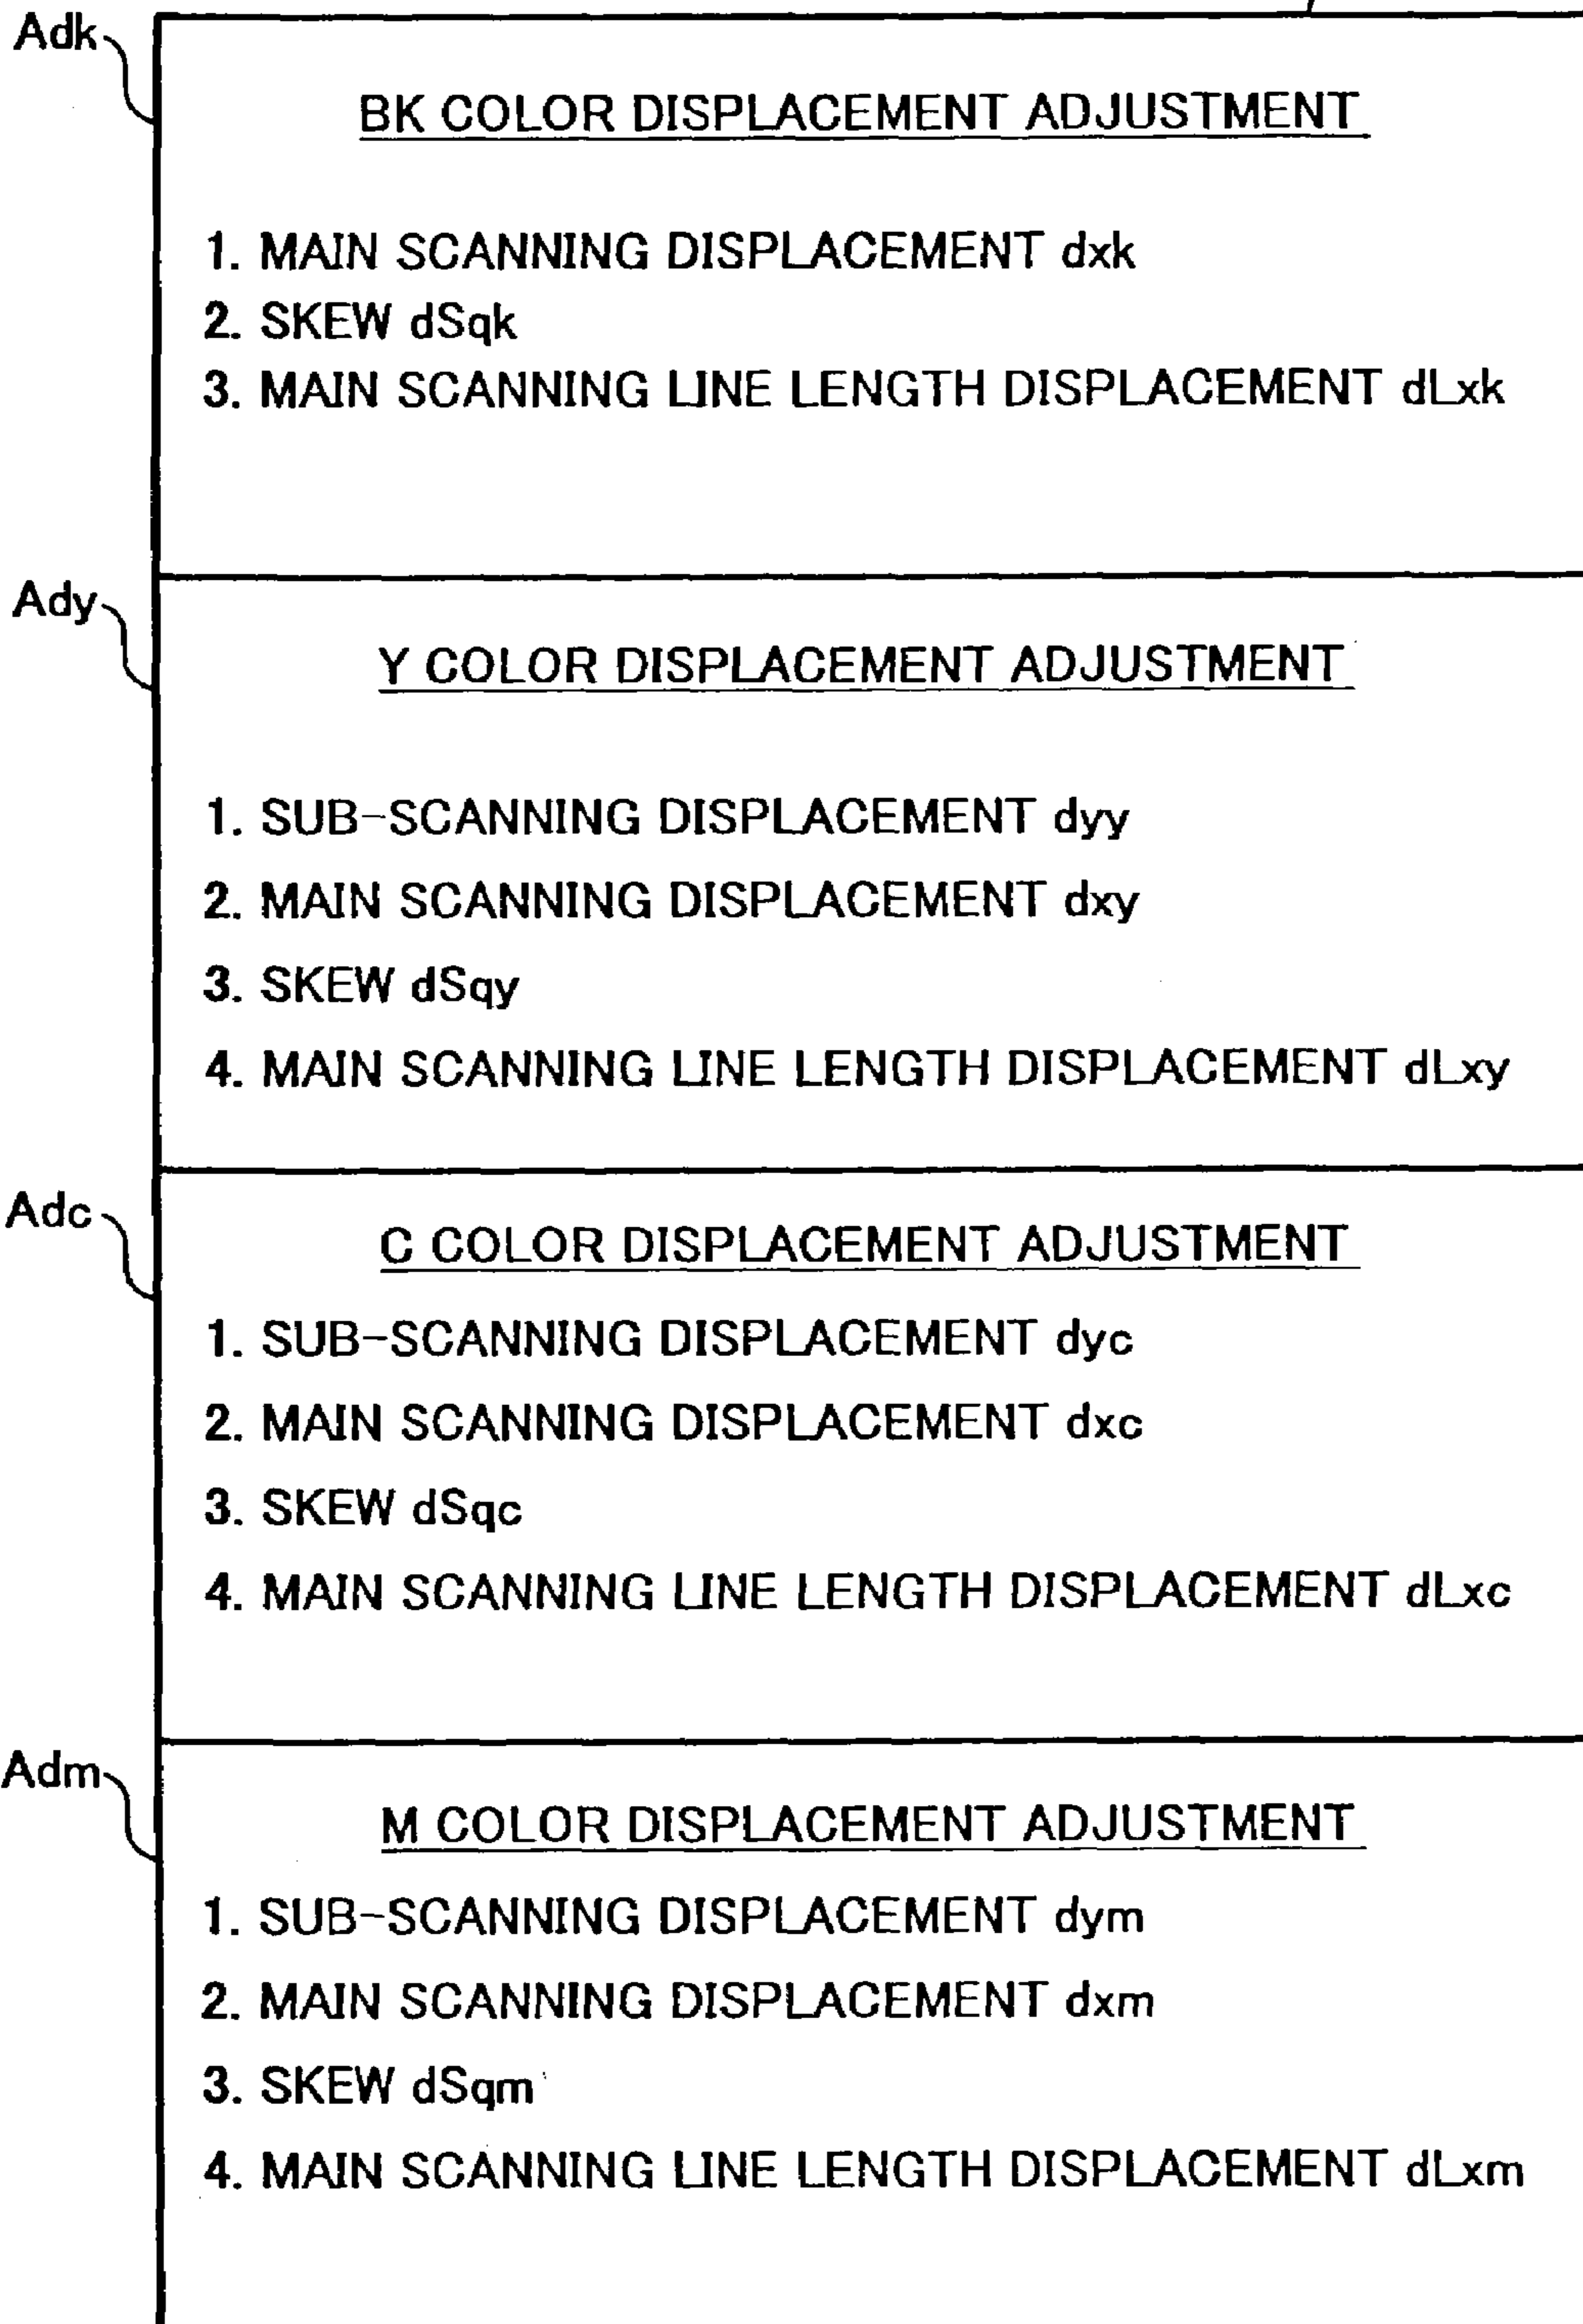 Adk
BK COLOR DISPLACEMENT ADJUSTMENT
1. MAIN SCANNING DISPLACEMENT dxk
2. SKEW dSqk
3. MAIN SCANNING LINE LENGTH DISPLACEMENT dLxk
Ady
Y COLOR DISPLACEMENT ADJUSTMENT
1. SUB-SCANNING DISPLACEMENT dyy
2. MAIN SCANNING DISPLACEMENT dxy
3. SKEW dSqy
4. MAIN SCANNING LINE LENGTH DISPLACEMENT dLxy
Adc
C COLOR DISPLACEMENT ADJUSTMENT
1. SUB-SCANNING DISPLACEMENT dyc
2. MAIN SCANNING DISPLACEMENT dxc
3. SKEW dSqc
4. MAIN SCANNING LINE LENGTH DISPLACEMENT dLxc
Adm
M COLOR DISPLACEMENT ADJUSTMENT
1. SUB-SCANNING DISPLACEMENT dym
2. MAIN SCANNING DISPLACEMENT dxm
3. SKEW dSqm
4. MAIN SCANNING LINE LENGTH DISPLACEMENT dLxm